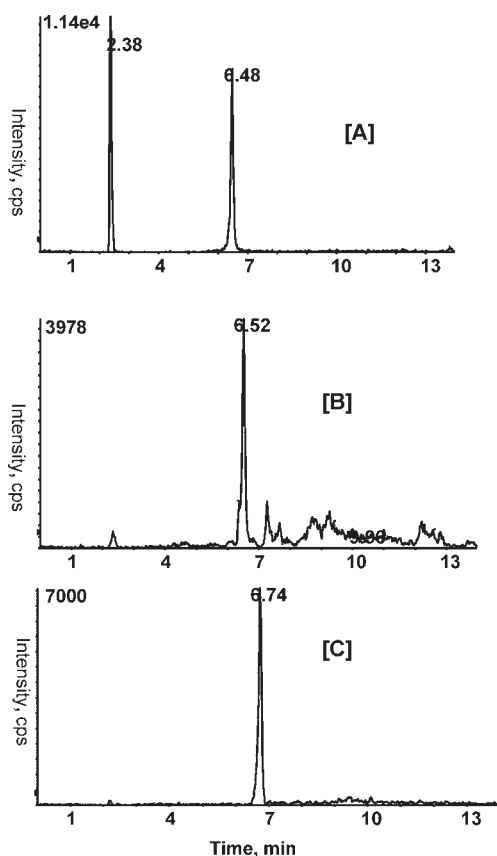 1.14e4
2.38
6.48
[A]
Intensity, cps
1 4 7 10 13
3978
6.52
[B]
Intensity, cps
1 4 7 10 13
7000
6.74
[C]
Intensity, cps
1 4 7 10 13
Time, min